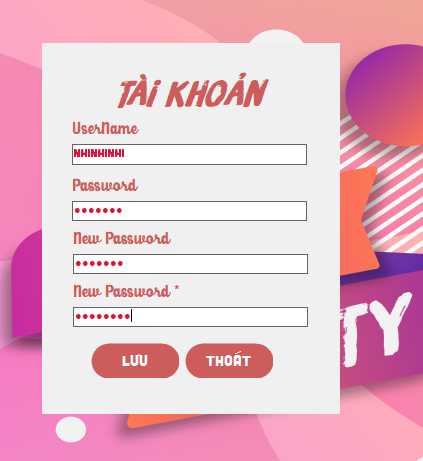 TÀI KHOẢN
UserName
NHINHINHI
Password
•••••••
New Password
•••••••
New Password *
••••••••
LƯU THOÁT
TY